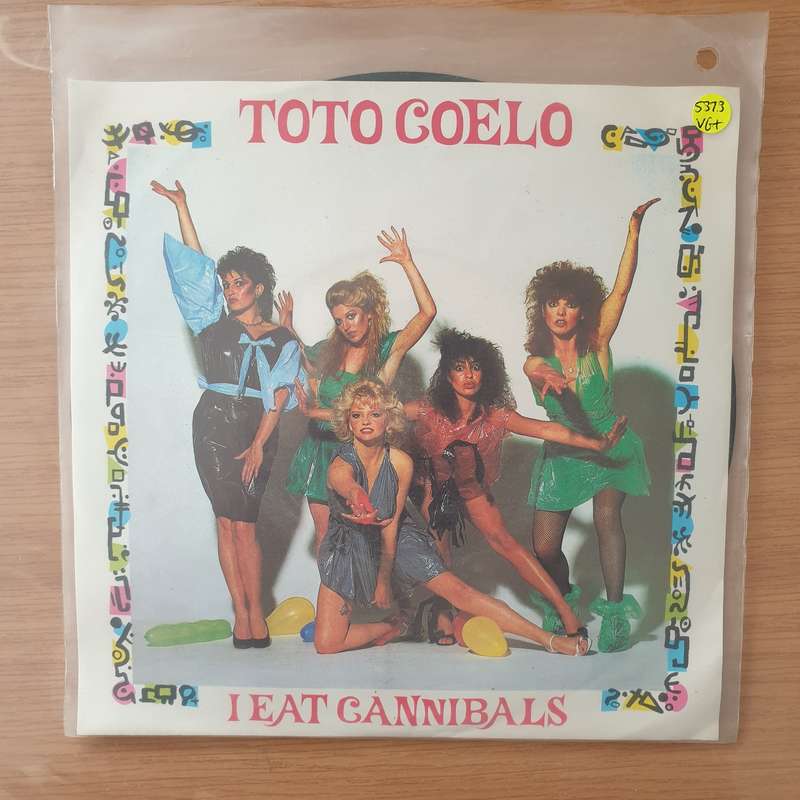 TOTO COELO
5373
VG+
I EAT CANNIBALS